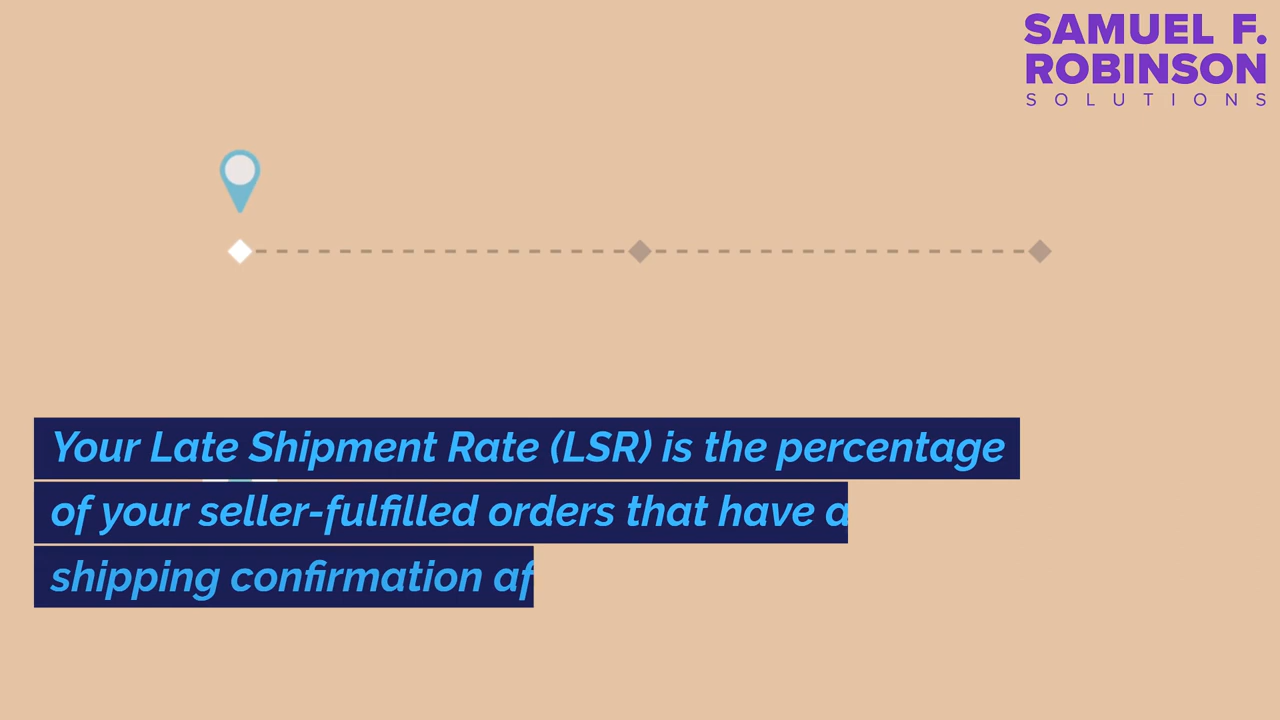 SAMUEL F.
ROBINSON
SOLUTIONS
Your Late Shipment Rate (LSR) is the percentage
of your seller-fulfilled orders that have a
shipping confirmation af